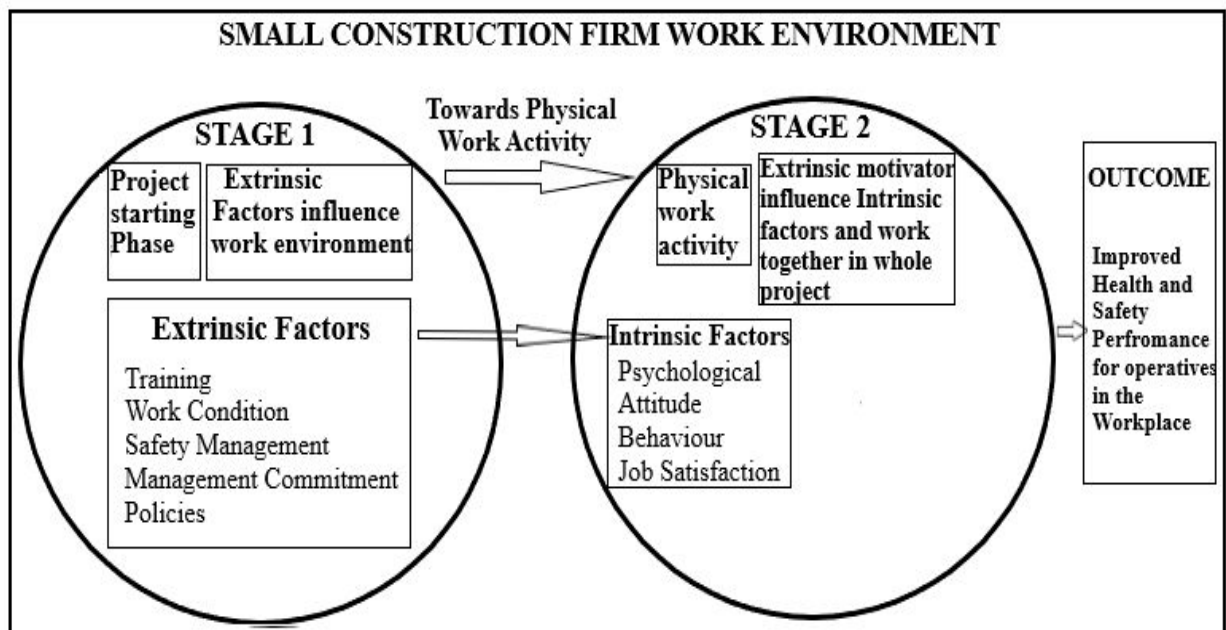 SMALL CONSTRUCTION FIRM WORK ENVIRONMENT
STAGE 1
Project
starting
Phase
Extrinsic
Factors influence
work environment
Extrinsic Factors
Training
Work Condition
Safety Management
Management Commitment
Policies
Towards Physical
Work Activity
STAGE 2
Physical
work
activity
Extrinsic motivator
influence Intrinsic
factors and work
together in whole
project
Intrinsic Factors
Psychological
Attitude
Behaviour
Job Satisfaction
OUTCOME
Improved
Health and
Safety
Perfromance
for operatives
in the
Workplace